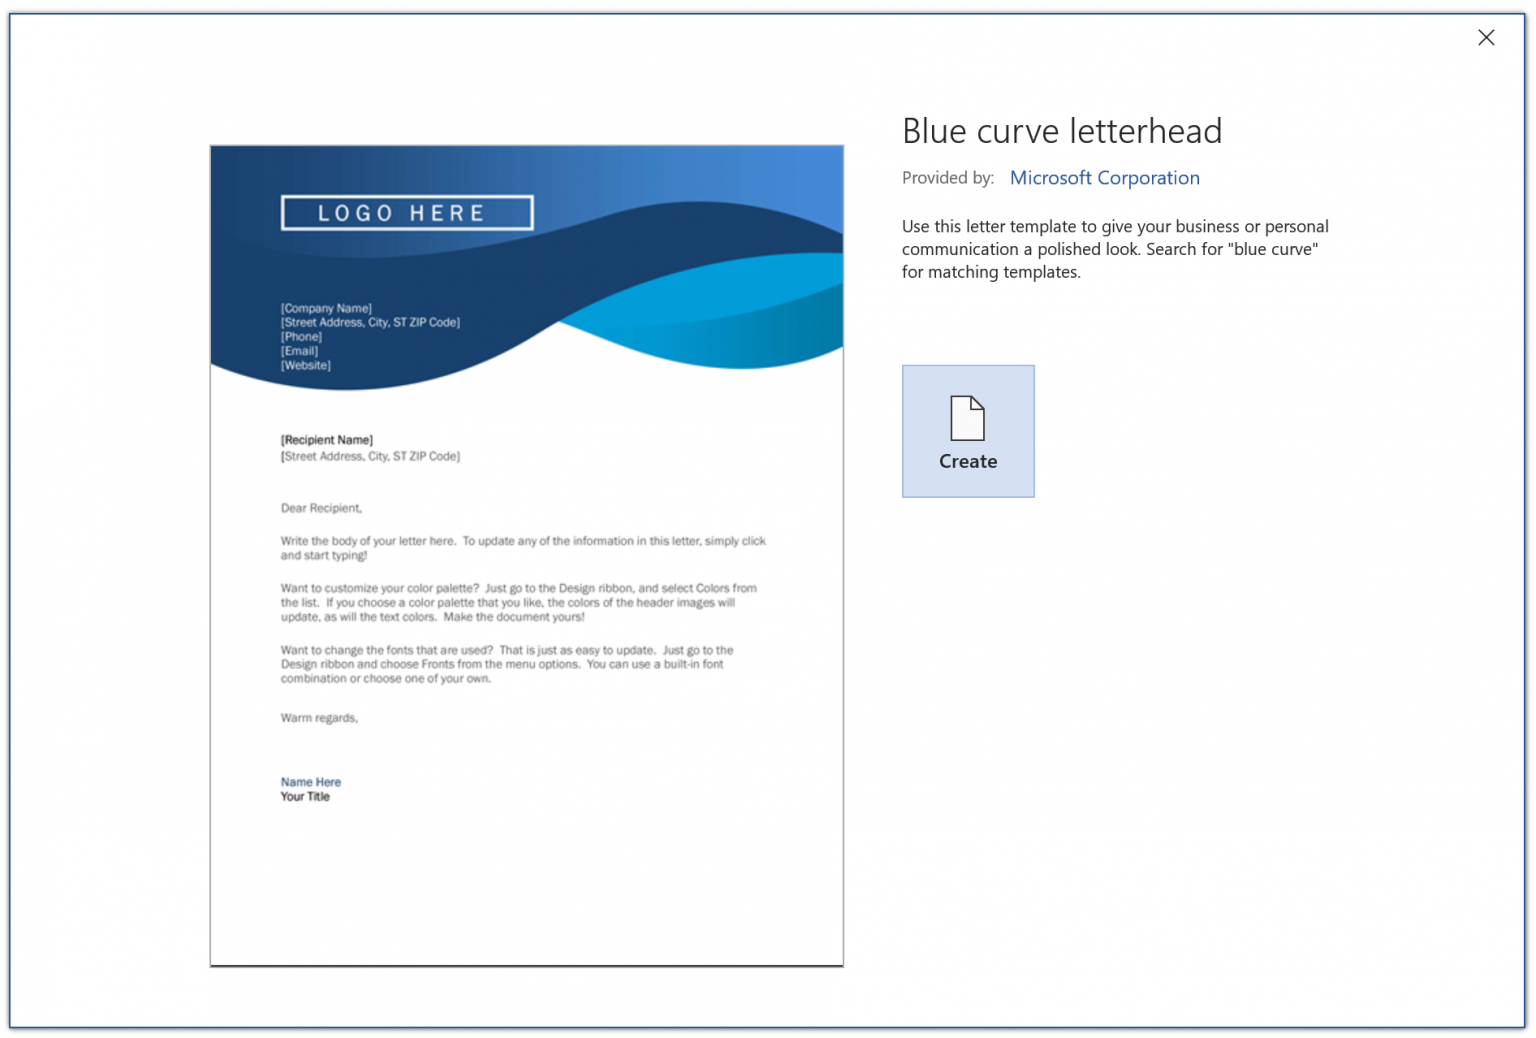 Blue curve letterhead
Provided by: Microsoft Corporation
Use this letter template to give your business or personal
communication a polished look. Search for "blue curve"
for matching templates.
Create
LOGO HERE
[Company Name]
[Street Address, City, ST ZIP Code]
[Phone]
[Email]
[Website]
[Recipient Name]
[Street Address, City, ST ZIP Code]
Dear Recipient,
Write the body of your letter here.  To update any of the information in this letter, simply click
and start typing!
Want to customize your color palette?  Just go to the Design ribbon, and select Colors from
the list.  If you choose a color palette that you like, the colors of the header images will
update, as will the text colors.  Make the document yours!
Want to change the fonts that are used?  That is just as easy to update.  Just go to the
Design ribbon and choose Fronts from the menu options.  You can use a built-in font
combination or choose one of your own.
Warm regards,
Name Here
Your Title